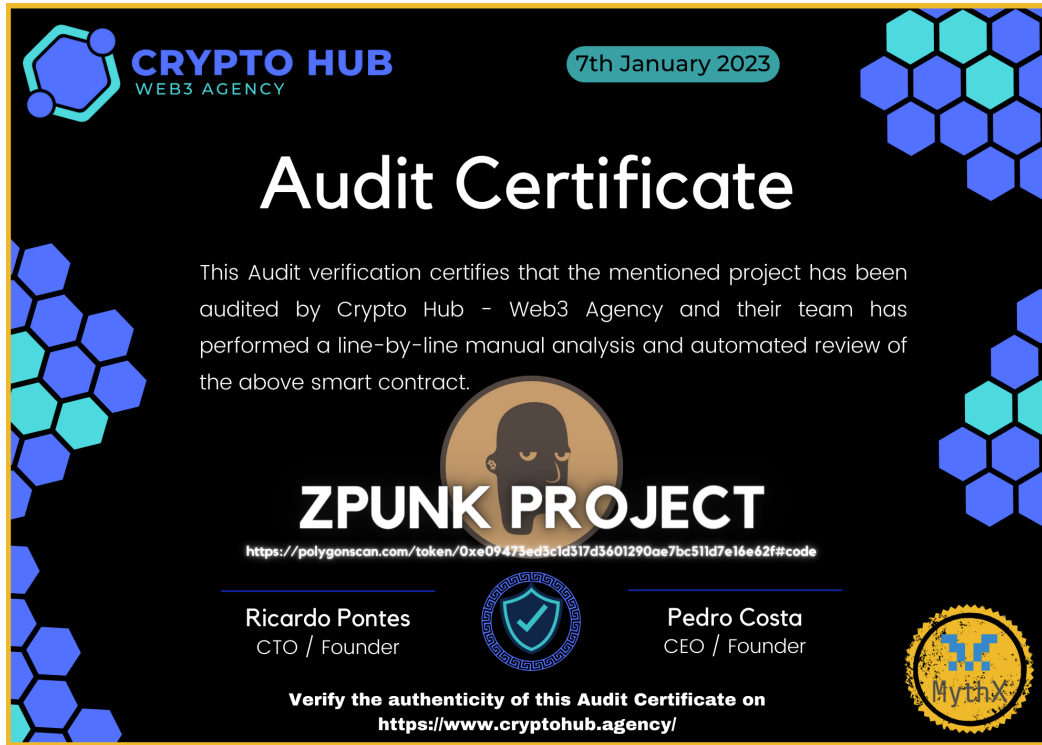 CRYPTO HUB
WEB3 AGENCY
7th January 2023
Audit Certificate
This Audit verification certifies that the mentioned project has been
audited by Crypto Hub - Web3 Agency and their team has
performed a line-by-line manual analysis and automated review of
the above smart contract.
ZPUNK PROJECT
https://polygonscan.com/token/0xe09473ed3c1d317d3601290ae7bc511d7e16e62f#code
Ricardo Pontes
CTO / Founder
Pedro Costa
CEO / Founder
MythX
Verify the authenticity of this Audit Certificate on
https://www.cryptohub.agency/